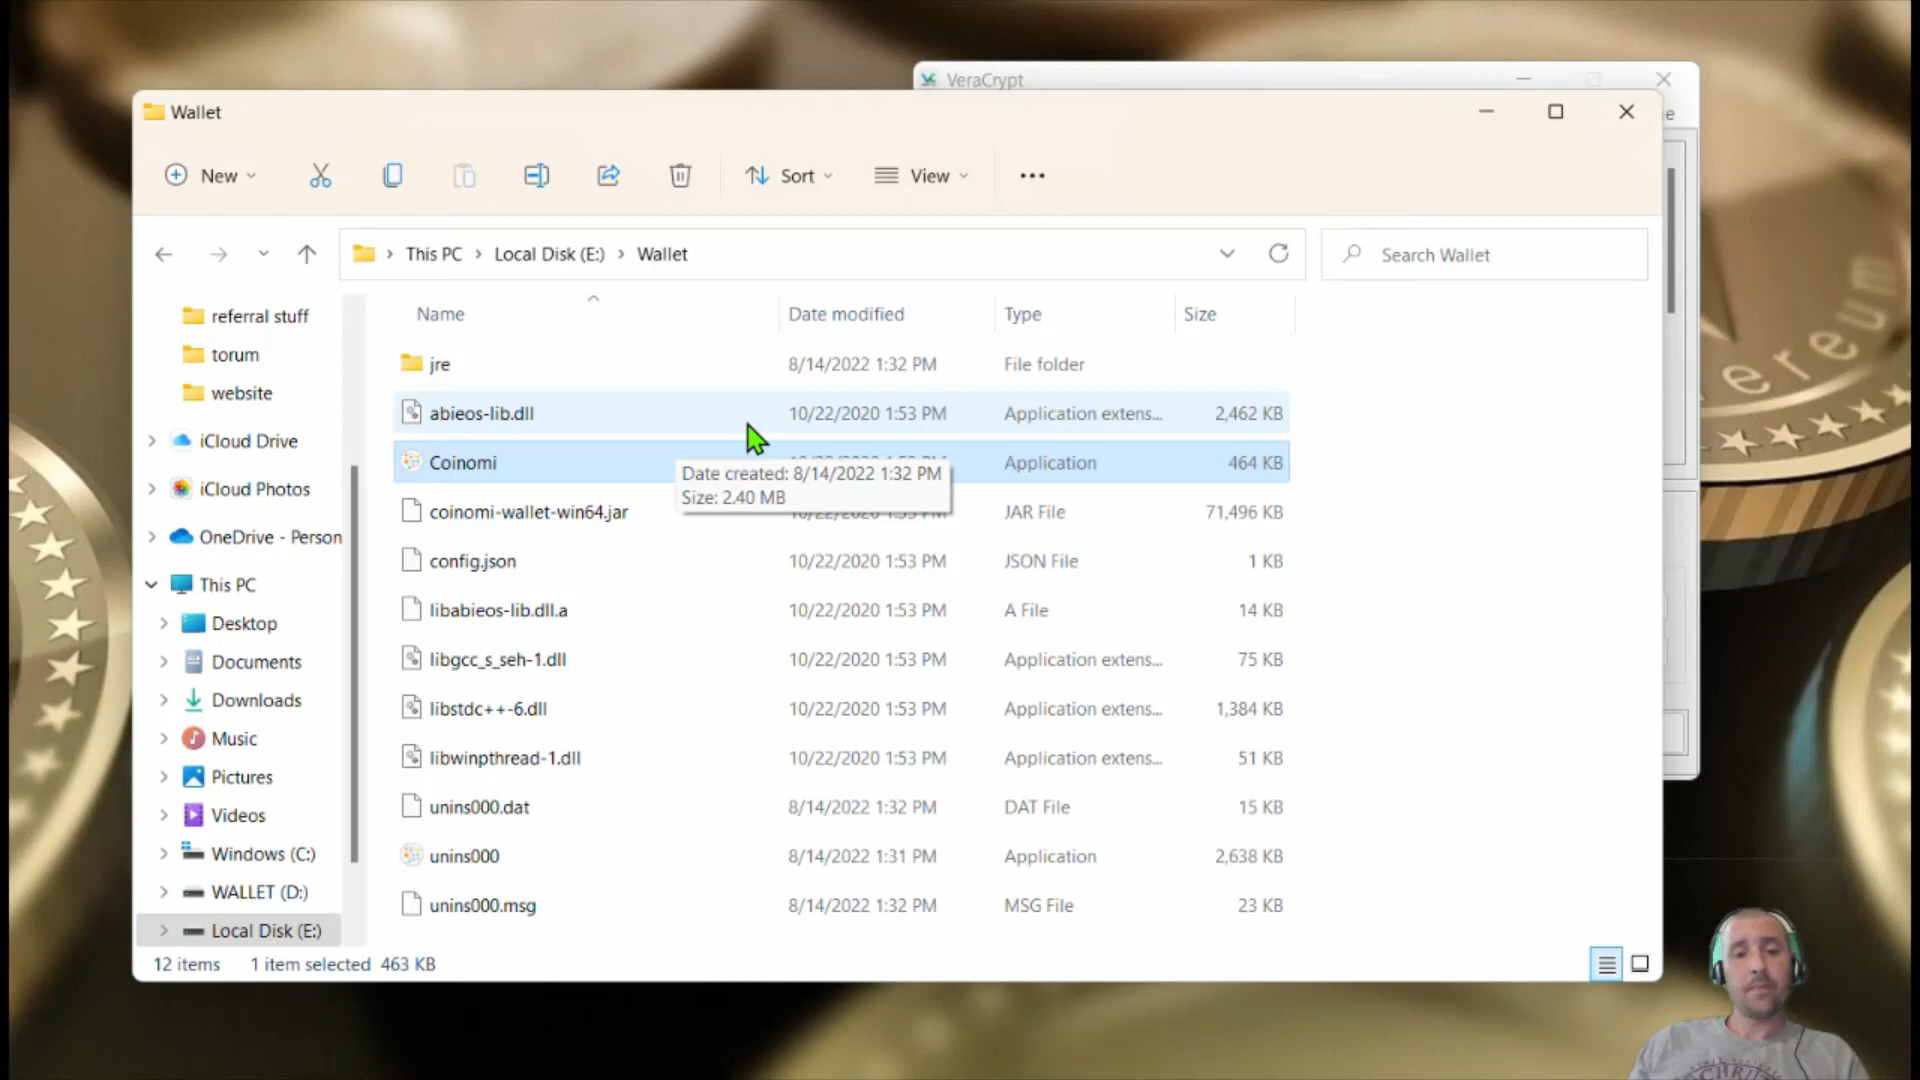 VeraCrypt
Wallet
e
New
Sort
View
This PC
Local Disk (E:)
Wallet
Search Wallet
Name
Date modified
Type
Size
referral stuff
torum
website
iCloud Drive
iCloud Photos
OneDrive - Person
This PC
Desktop
Documents
Downloads
Music
Pictures
Videos
Windows (C:)
WALLET (D:)
Local Disk (E:)
jre 8/14/2022 1:32 PM File folder
abieos-lib.dll 10/22/2020 1:53 PM Application extens... 2,462 KB
Coinomi Application 464 KB
Date created: 8/14/2022 1:32 PM
Size: 2.40 MB
coinomi-wallet-win64.jar 10/22/2020 1:53 PM JAR File 71,496 KB
config.json 10/22/2020 1:53 PM JSON File 1 KB
libabieos-lib.dll.a 10/22/2020 1:53 PM A File 14 KB
libgcc_s_seh-1.dll 10/22/2020 1:53 PM Application extens... 75 KB
libstdc++-6.dll 10/22/2020 1:53 PM Application extens... 1,384 KB
libwinpthread-1.dll 10/22/2020 1:53 PM Application extens... 51 KB
unins000.dat 8/14/2022 1:32 PM DAT File 15 KB
unins000 8/14/2022 1:31 PM Application 2,638 KB
unins000.msg 8/14/2022 1:32 PM MSG File 23 KB
12 items 1 item selected 463 KB
ereum